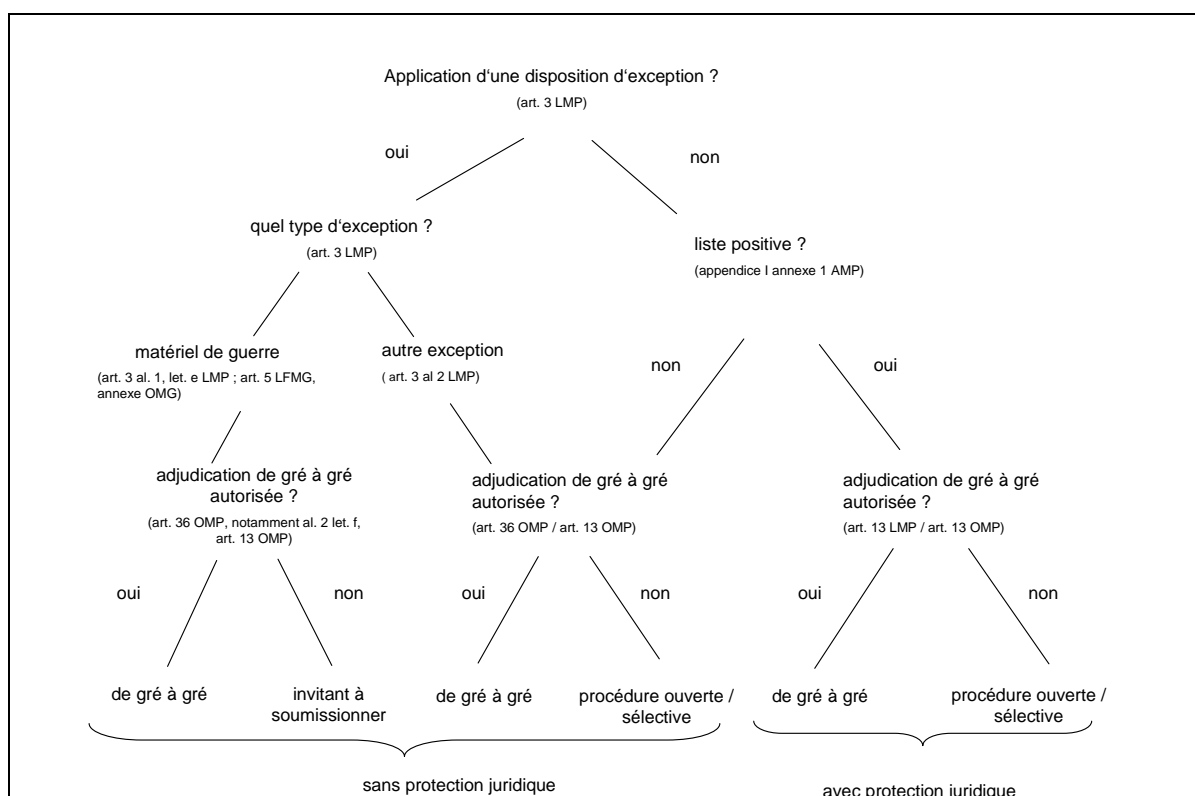 Application d‘une disposition d‘exception ?
(art. 3 LMP)
oui
non
quel type d‘exception ?
(art. 3 LMP)
liste positive ?
(appendice I annexe 1 AMP)
matériel de guerre
(art. 3 al. 1, let. e LMP ; art. 5 LFMG,
annexe OMG)
autre exception
( art. 3 al 2 LMP)
non
oui
adjudication de gré à gré
autorisée ?
(art. 36 OMP, notamment al. 2 let. f,
art. 13 OMP)
adjudication de gré à gré
autorisée ?
(art. 36 OMP / art. 13 OMP)
adjudication de gré à gré
autorisée ?
(art. 13 LMP / art. 13 OMP)
oui
non
oui
non
oui
non
de gré à gré
invitant à
soumissionner
de gré à gré
procédure ouverte /
sélective
de gré à gré
procédure ouverte /
sélective
sans protection juridique
avec protection juridique